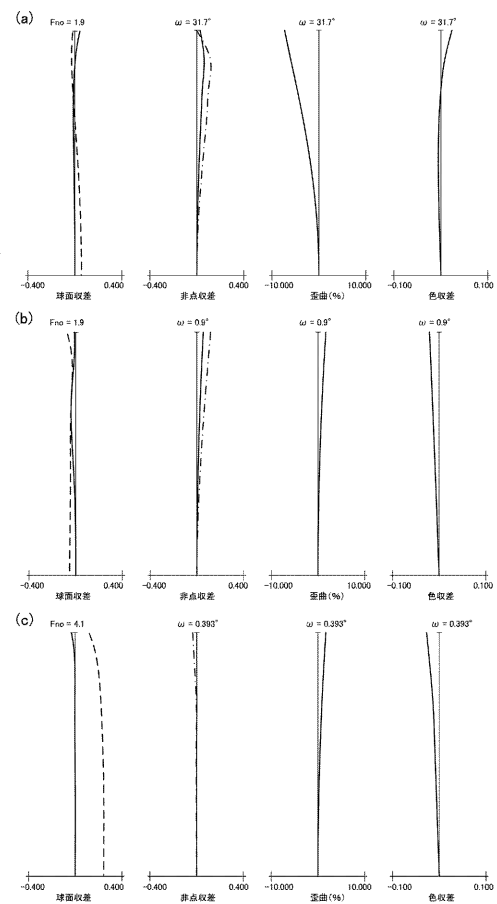 (a)
Fno = 1.9 ω = 31.7° ω = 31.7° ω = 31.7°
-0.400 0.400 -0.400 0.400 -10.000 10.000 -0.100 0.100
球面収差 非点収差 歪曲(%) 色収差
(b)
Fno = 1.9 ω = 0.9° ω = 0.9° ω = 0.9°
-0.400 0.400 -0.400 0.400 -10.000 10.000 -0.100 0.100
球面収差 非点収差 歪曲(%) 色収差
(c)
Fno = 4.1 ω = 0.393° ω = 0.393° ω = 0.393°
-0.400 0.400 -0.400 0.400 -10.000 10.000 -0.100 0.100
球面収差 非点収差 歪曲(%) 色収差